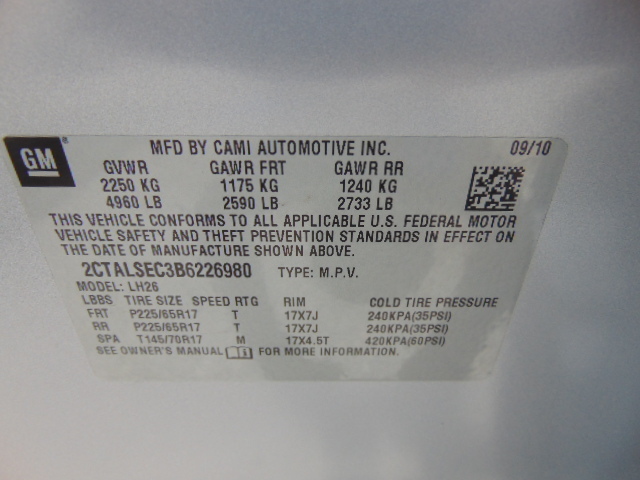 GM MFD BY CAMI AUTOMOTIVE INC. 09/10
GVWR GAWR FRT GAWR RR
2250 KG 1175 KG 1240 KG
4960 LB 2590 LB 2733 LB
THIS VEHICLE CONFORMS TO ALL APPLICABLE U.S. FEDERAL MOTOR
VEHICLE SAFETY AND THEFT PREVENTION STANDARDS IN EFFECT ON
THE DATE OF MANUFACTURE SHOWN ABOVE.
2CTALSEC3B6226980 TYPE: M.P.V.
MODEL: LH26
LBBS TIRE SIZE SPEED RTG RIM COLD TIRE PRESSURE
FRT P225/65R17 T 17X7J 240KPA(35PSI)
RR P225/65R17 T 17X7J 240KPA(35PSI)
SPA T145/70R17 M 17X4.5T 420KPA(60PSI)
SEE OWNER'S MANUAL FOR MORE INFORMATION.